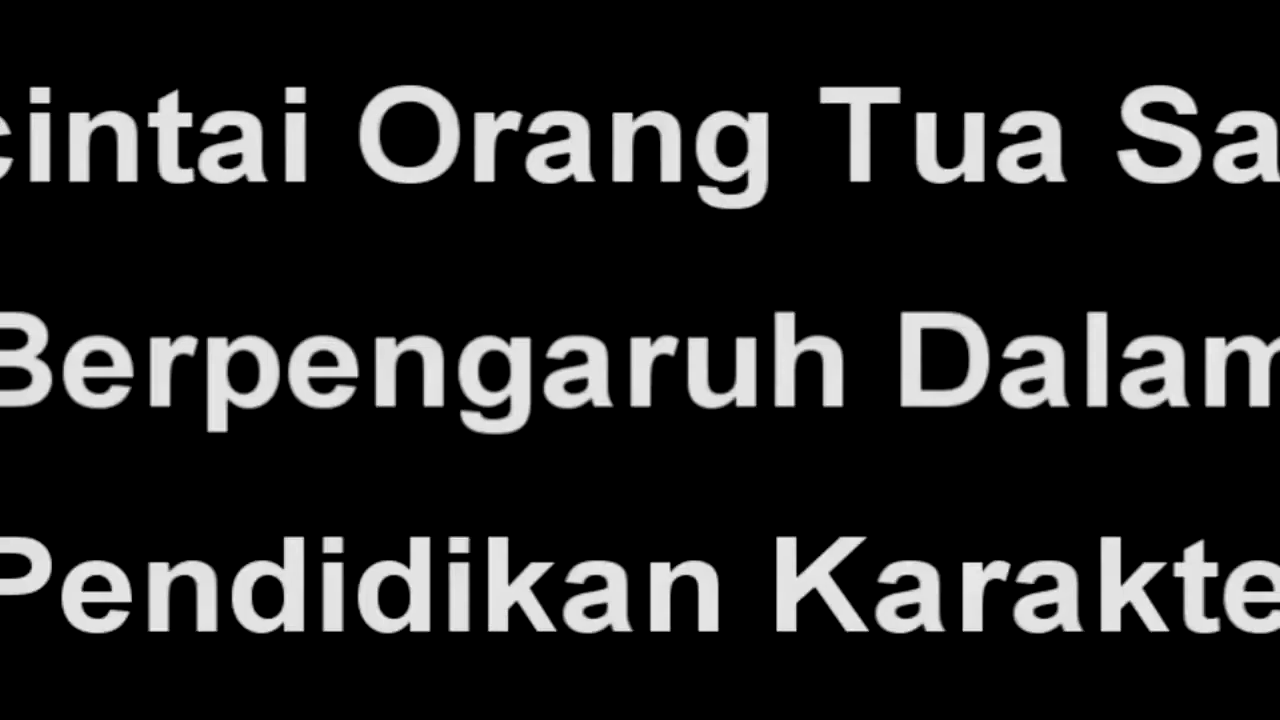 cintai Orang Tua Sa
Berpengaruh Dalam
Pendidikan Karakte